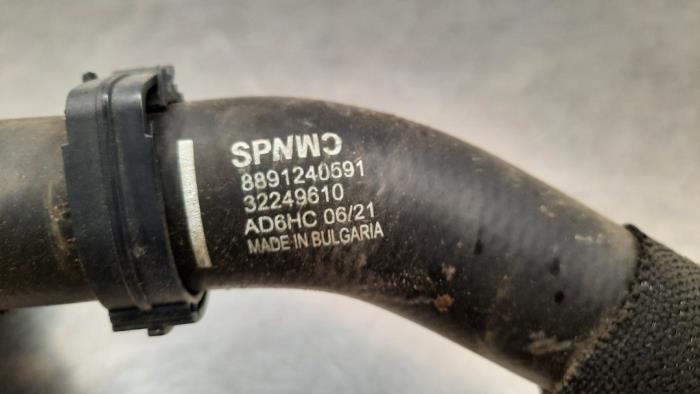 SPNWC
8891240591
32249610
AD6HC 06/21
MADE IN BULGARIA